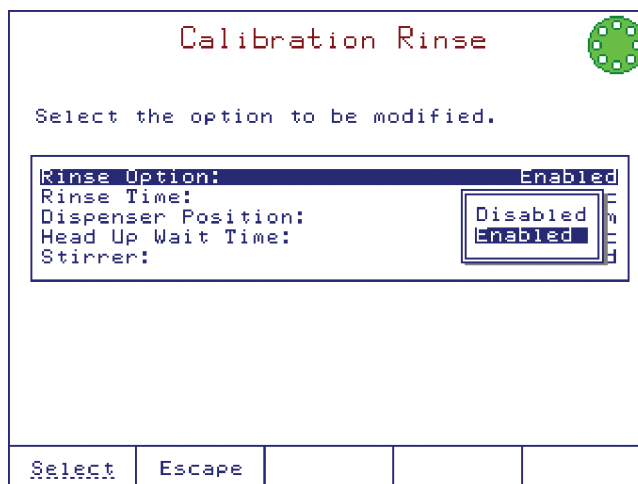 Calibration Rinse
Select the option to be modified.
Rinse Option: Enabled
Rinse Time:
Dispenser Position:
Head Up Wait Time:
Stirrer:
Disabled
Enabled
Select Escape